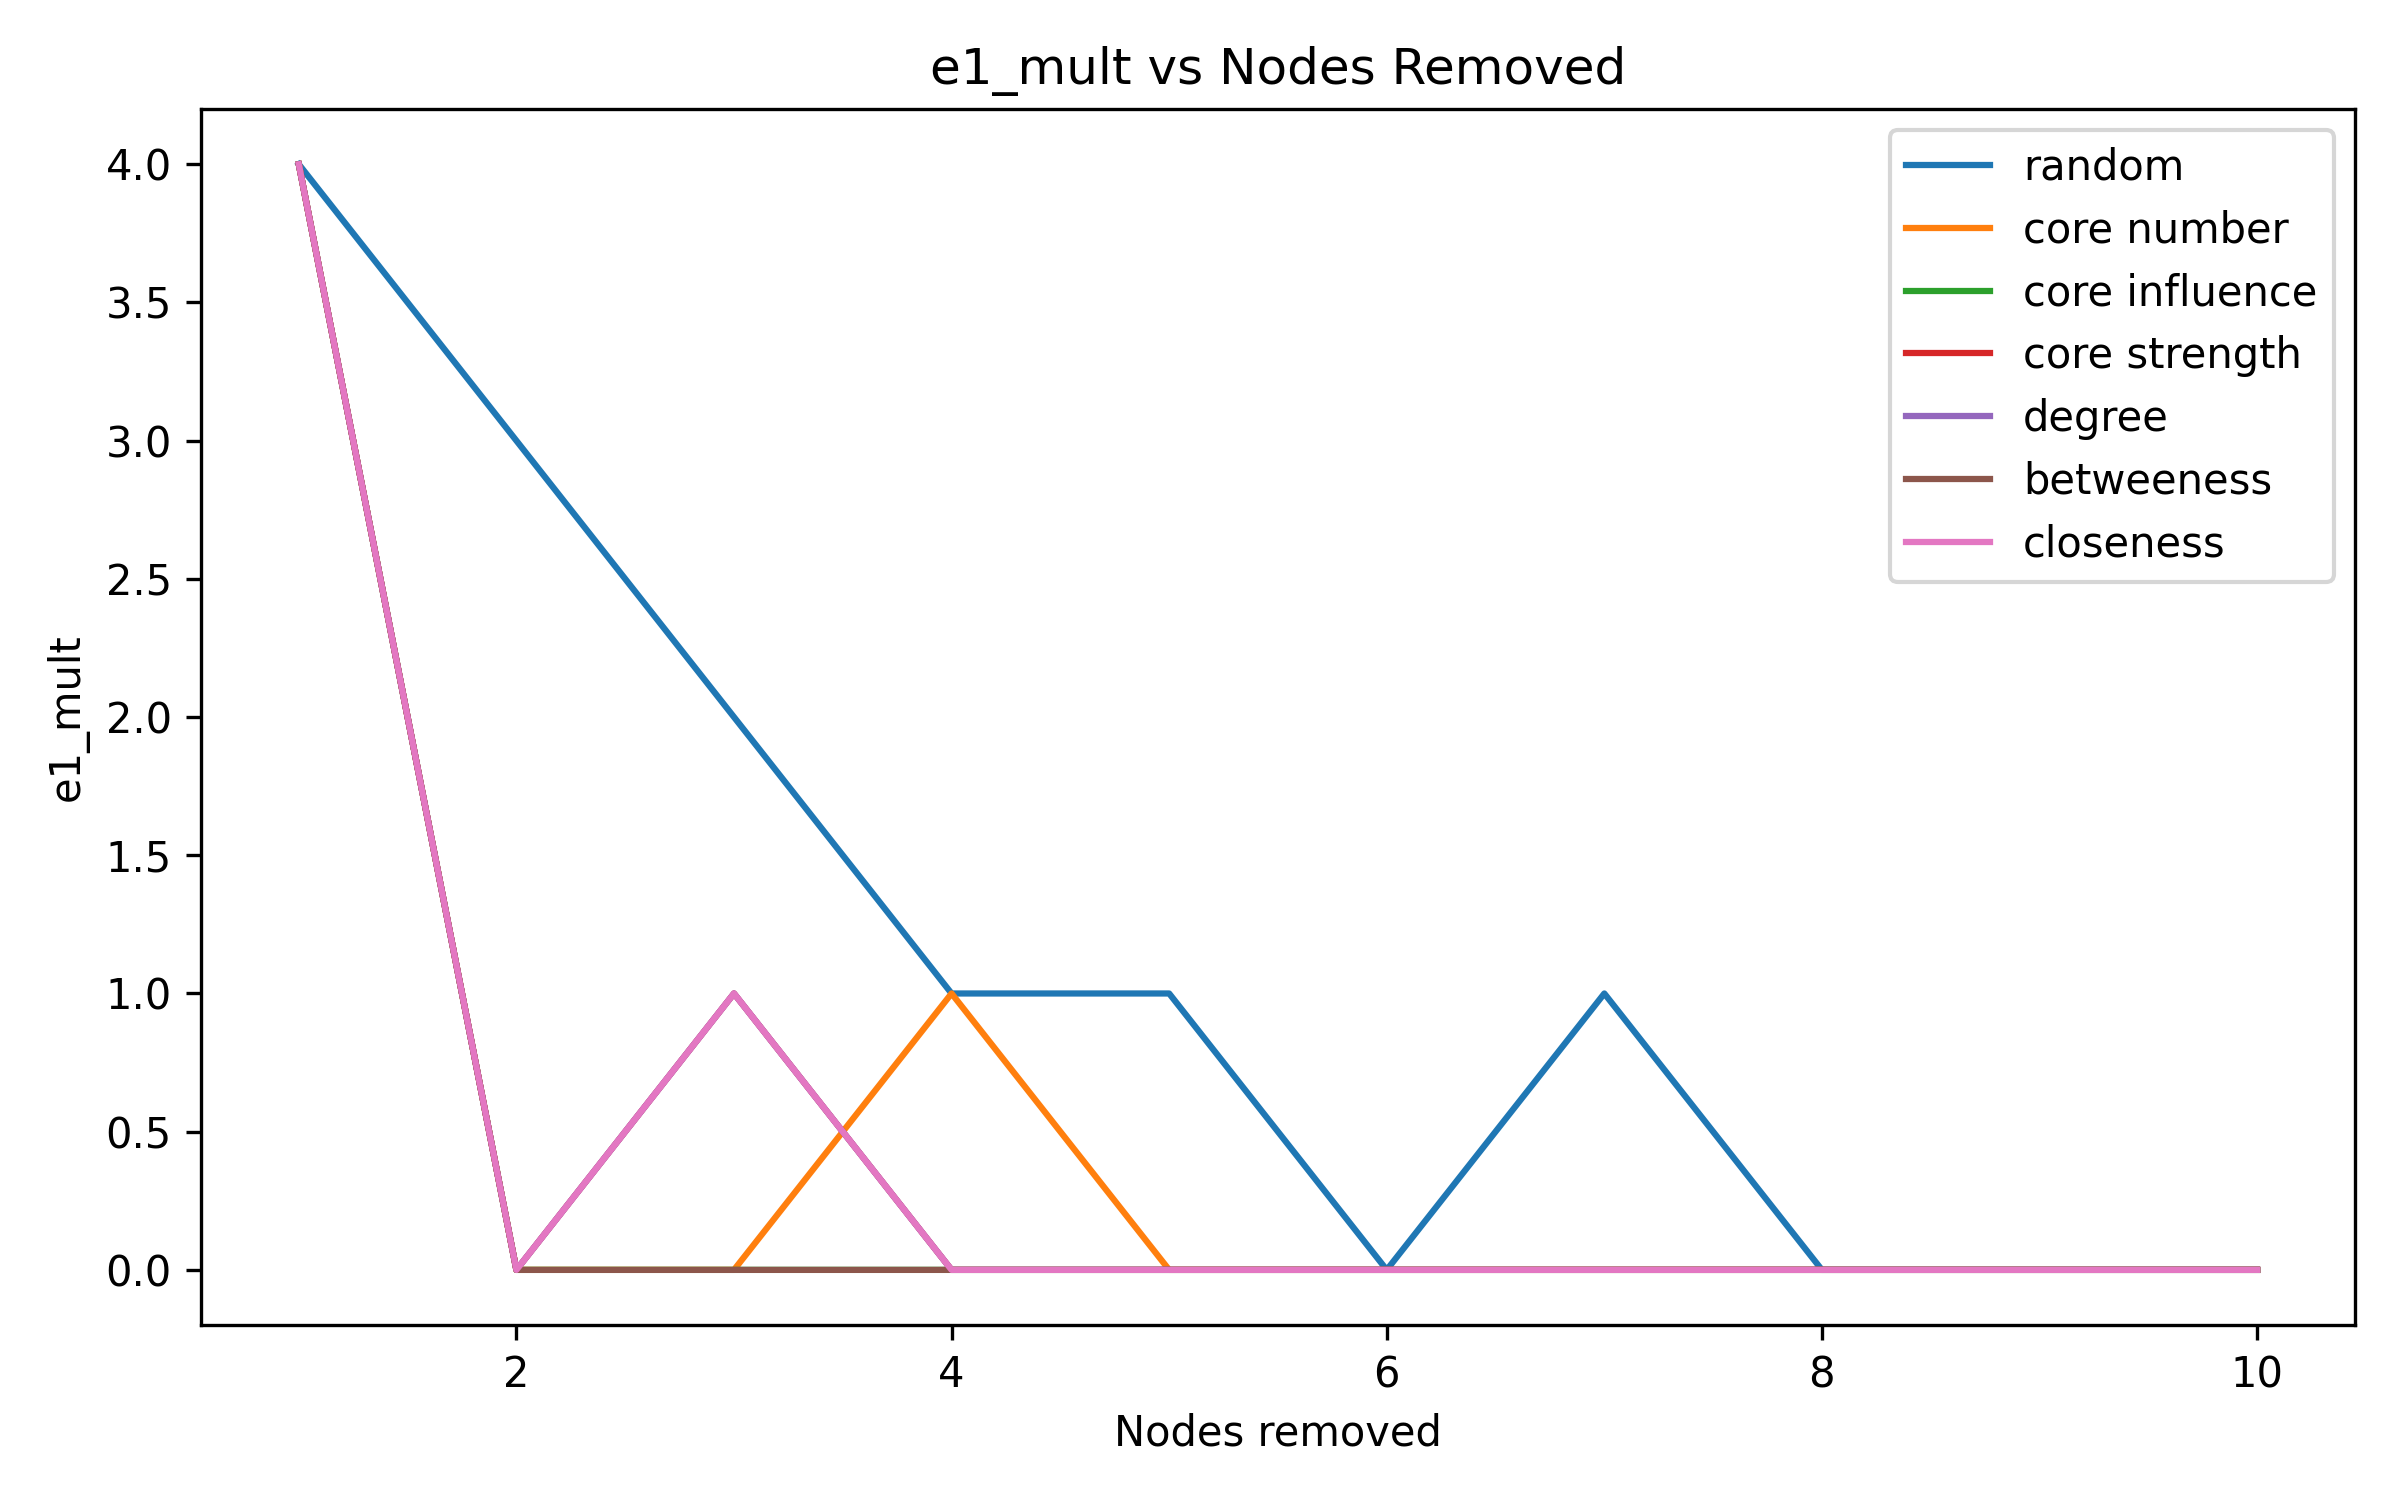 e1_mult vs Nodes Removed
4.0
3.5
3.0
2.5
2.0
1.5
1.0
0.5
0.0
e1_mult
random
core number
core influence
core strength
degree
betweeness
closeness
2 4 6 8 10
Nodes removed